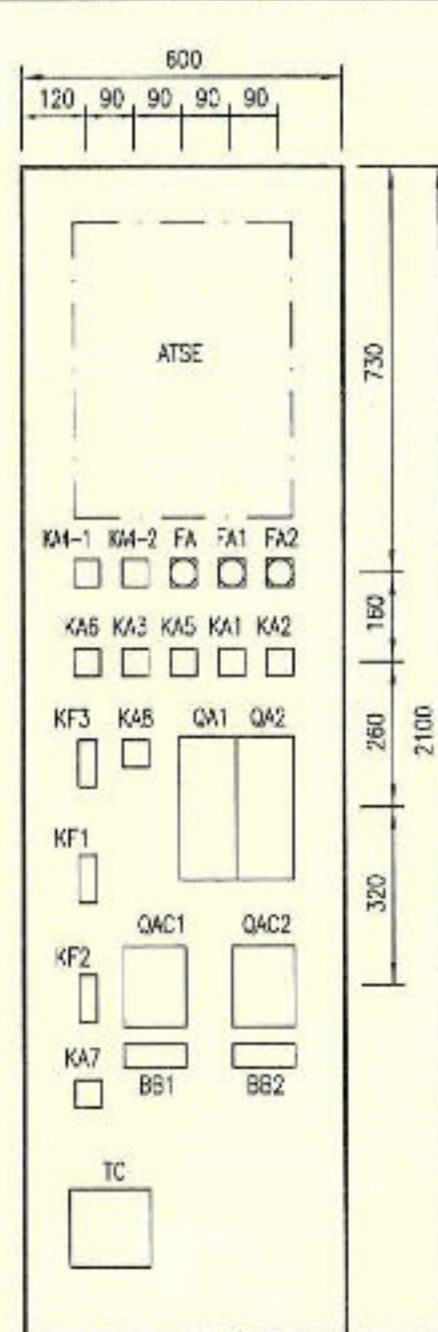 600
120 90 90 90 90
ATSE
730
KA4-1 KA4-2 FA FA1 FA2
160
KA6 KA3 KA5 KA1 KA2
KF3 KA8 QA1 QA2
260
2100
KF1
320
QAC1 QAC2
KF2
KA7
BB1 BB2
TC